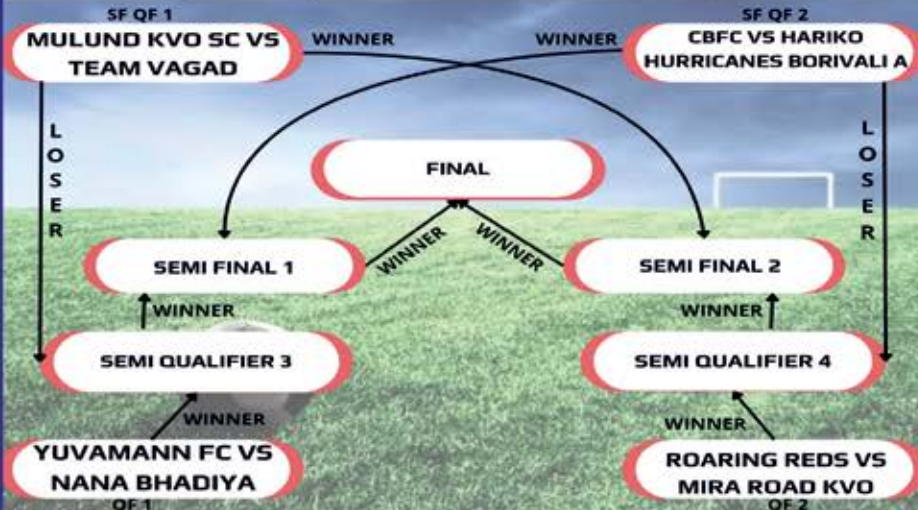 SF QF 1
MULUND KVO SC VS
TEAM VAGAD
WINNER
WINNER
SF QF 2
CBFC VS HARIKO
HURRICANES BORIVALI A
LOSER
LOSER
FINAL
WINNER
WINNER
SEMI FINAL 1
SEMI FINAL 2
WINNER
WINNER
SEMI QUALIFIER 3
SEMI QUALIFIER 4
WINNER
WINNER
YUVAMANN FC VS
NANA BHADIYA
QF 1
ROARING REDS VS
MIRA ROAD KVO
QF 2